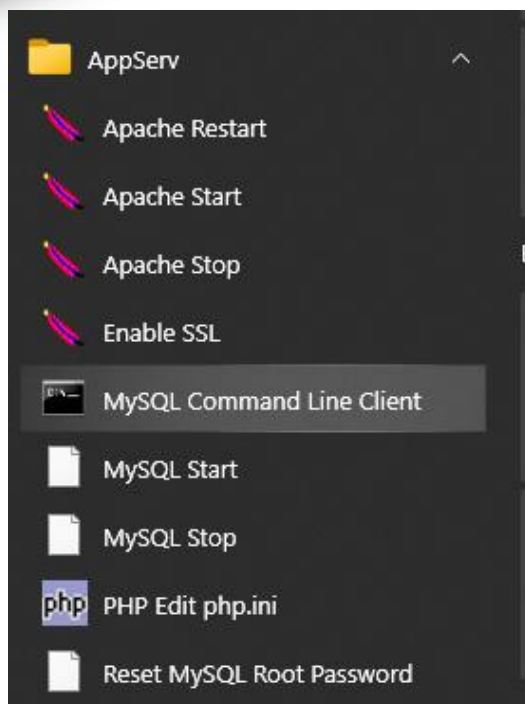 AppServ
Apache Restart
Apache Start
Apache Stop
Enable SSL
MySQL Command Line Client
MySQL Start
MySQL Stop
php PHP Edit php.ini
Reset MySQL Root Password